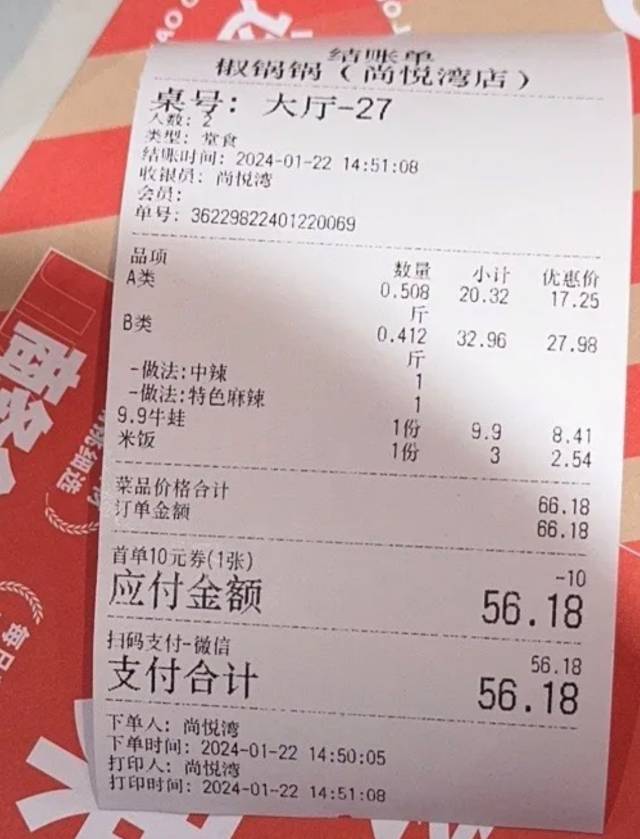 结账单
椒锅锅（尚悦湾店）
桌号：大厅-27
人数：2
类型：堂食
结账时间：2024-01-22 14:51:08
收银员：尚悦湾
会员：
单号：36229822401220069
品项 数量 小计 优惠价
A类 0.508 20.32 17.25
斤
B类 0.412 32.96 27.98
斤
-做法:中辣 1
-做法:特色麻辣 1
9.9牛蛙 1份 9.9 8.41
米饭 1份 3 2.54
菜品价格合计 66.18
订单金额 66.18
首单10元券(1张) -10
应付金额 56.18
扫码支付-微信 56.18
支付合计 56.18
下单人：尚悦湾
下单时间：2024-01-22 14:50:05
打印人：尚悦湾
打印时间：2024-01-22 14:51:08